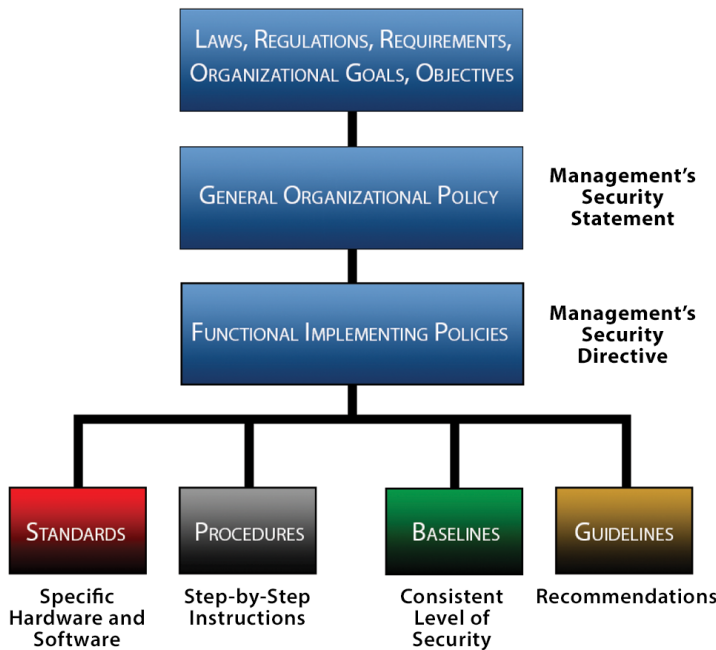 LAWS, REGULATIONS, REQUIREMENTS,
ORGANIZATIONAL GOALS, OBJECTIVES
GENERAL ORGANIZATIONAL POLICY
Management's
Security
Statement
FUNCTIONAL IMPLEMENTING POLICIES
Management's
Security
Directive
STANDARDS
PROCEDURES
BASELINES
GUIDELINES
Specific
Hardware and
Software
Step-by-Step
Instructions
Consistent
Level of
Security
Recommendations